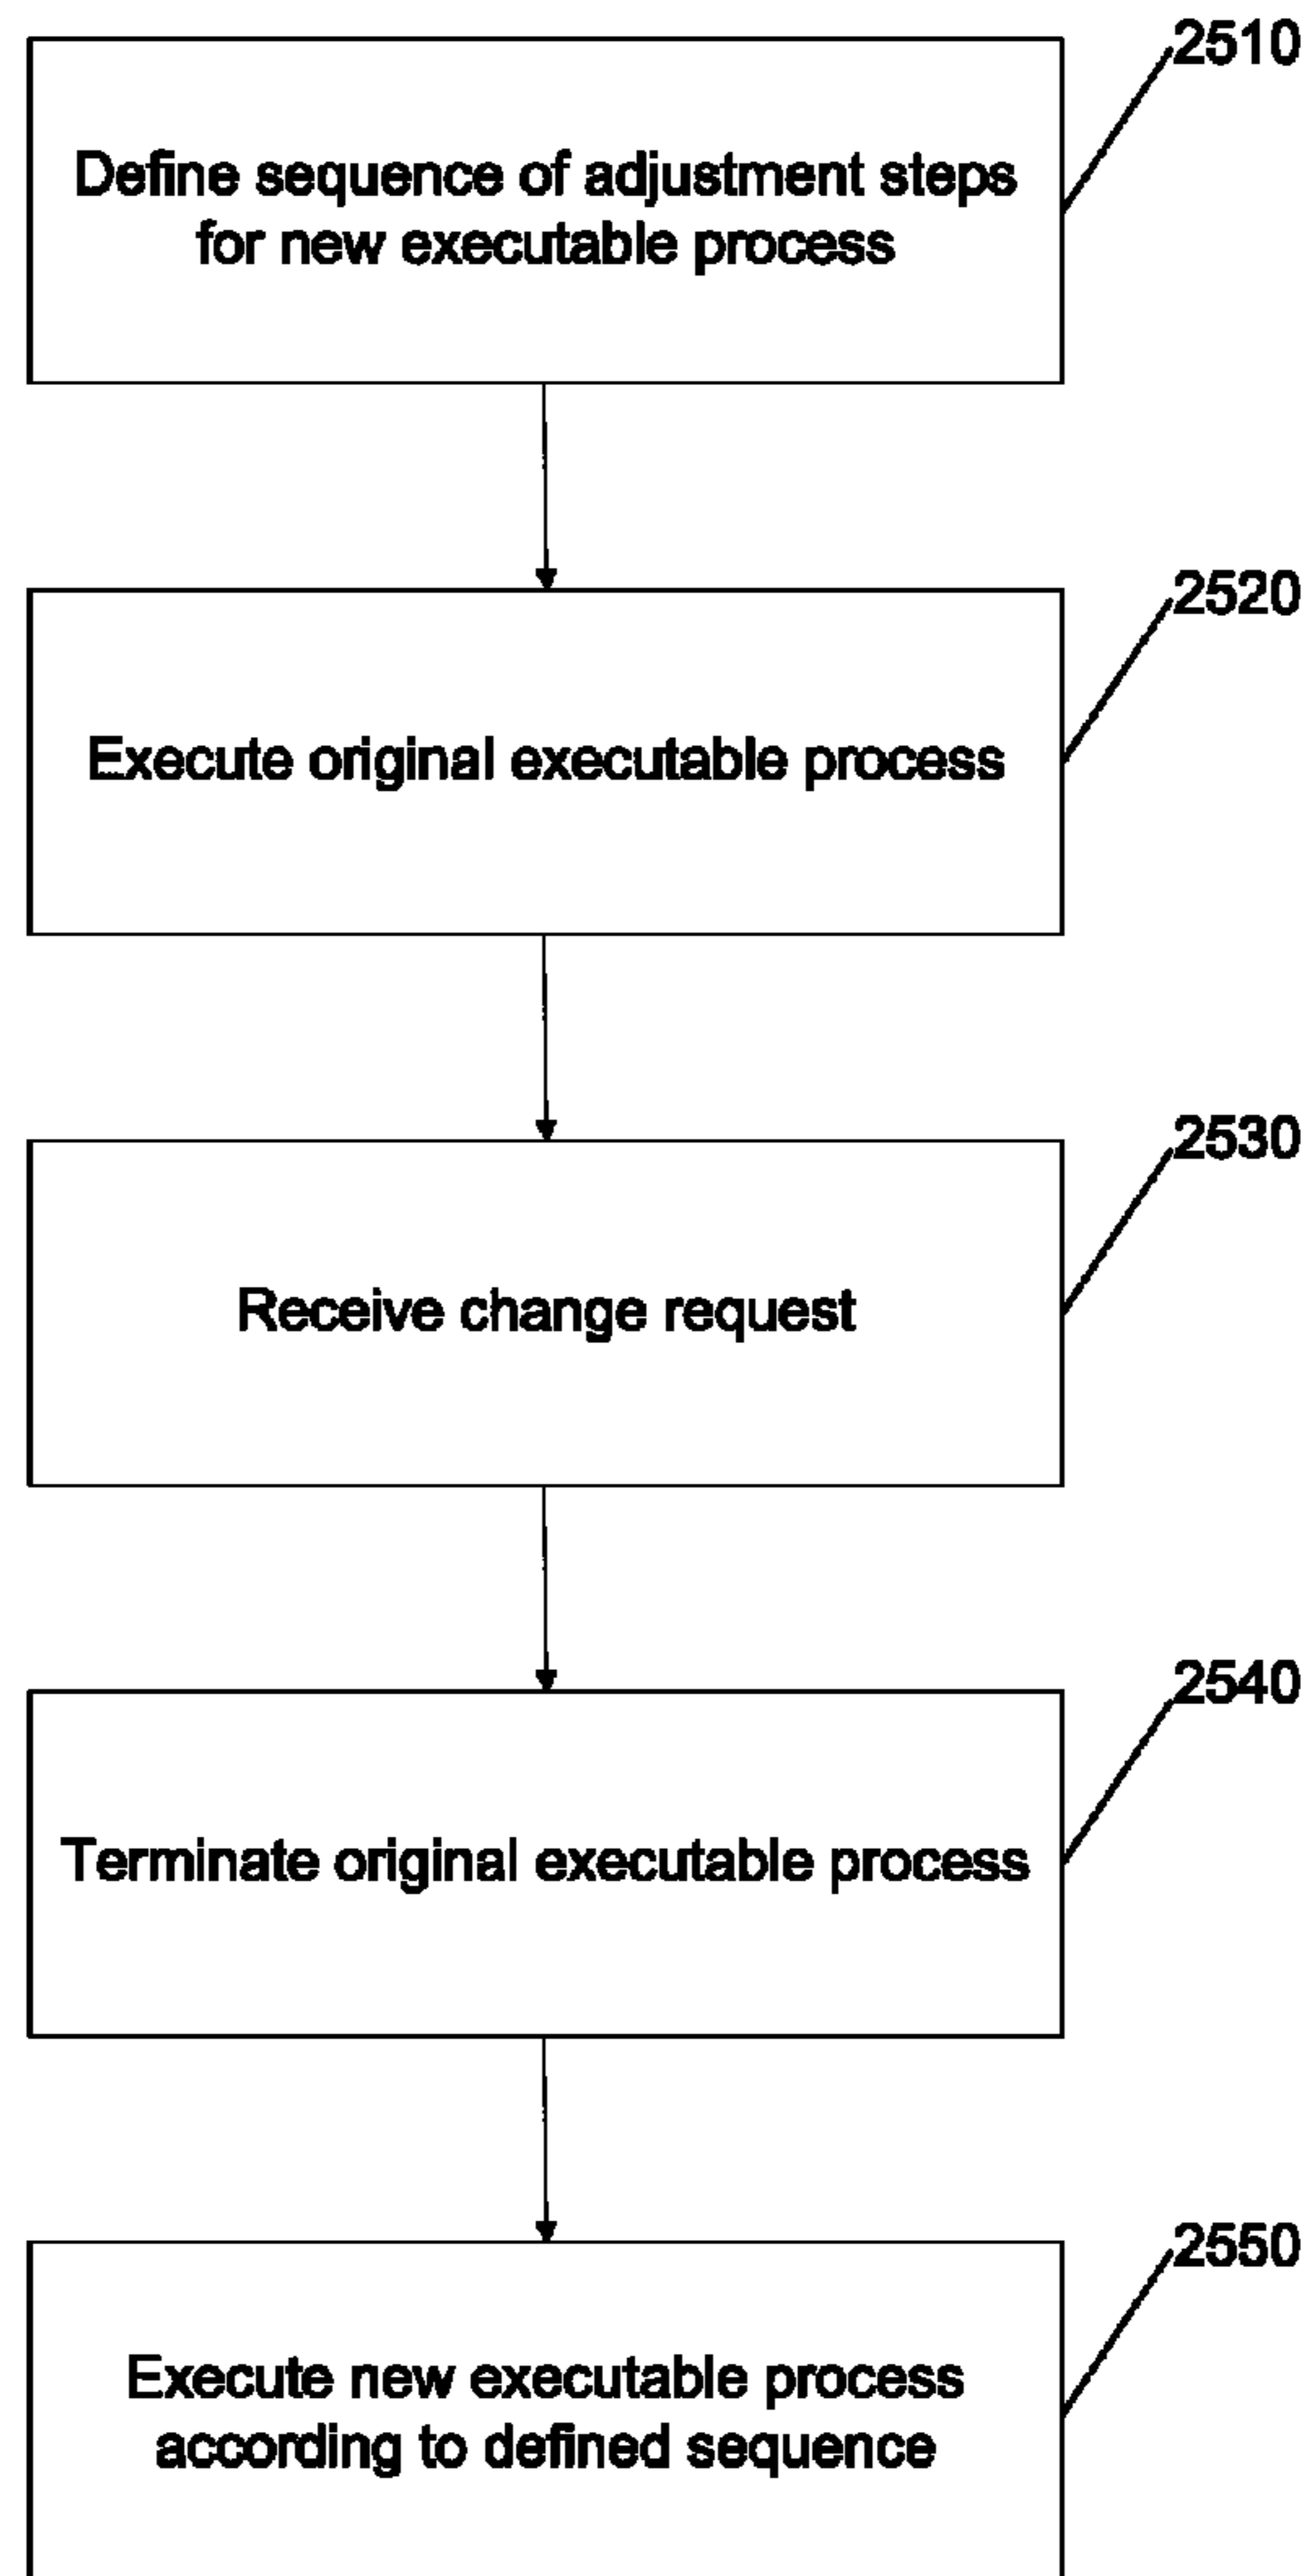 2510
Define sequence of adjustment steps
for new executable process
2520
Execute original executable process
2530
Receive change request
2540
Terminate original executable process
2550
Execute new executable process
according to defined sequence